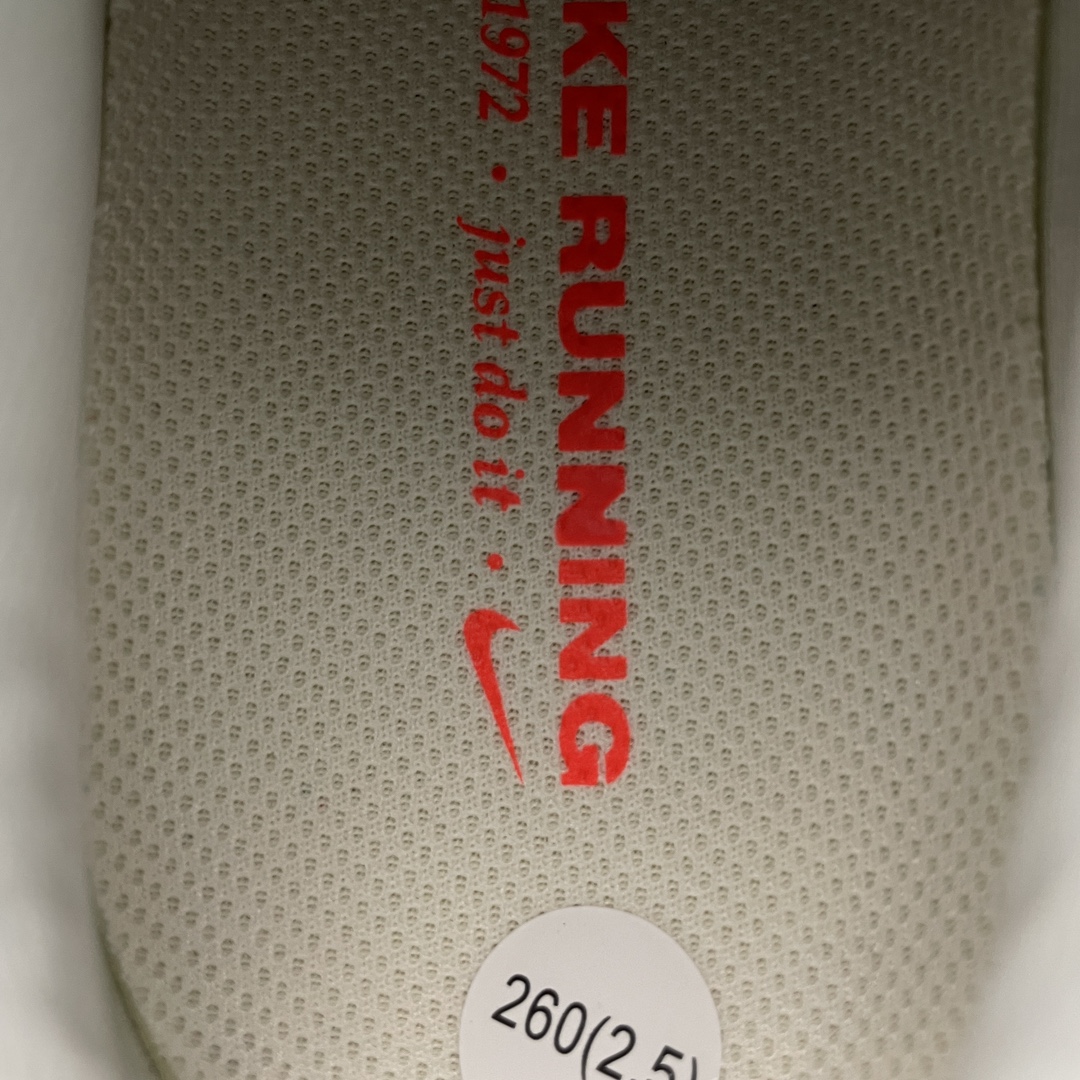 KE RUNNING
1972 · just do it ·
260(2.5)